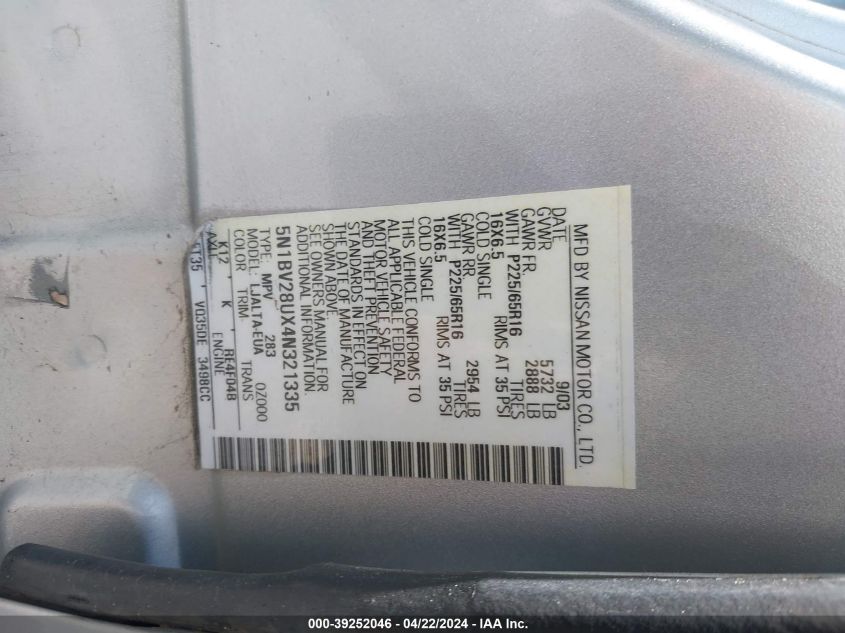 MFD BY NISSAN MOTOR CO., LTD.
DATE 9/03
GVWR 5732 LB
GAWR FR. 2888 LB
WITH P225/65R16 TIRES
16X6.5 RIMS AT 35 PSI
COLD SINGLE
GAWR RR. 2954 LB
WITH P225/65R16 TIRES
16X6.5 RIMS AT 35 PSI
COLD SINGLE
THIS VEHICLE CONFORMS TO
ALL APPLICABLE FEDERAL
MOTOR VEHICLE SAFETY
AND THEFT PREVENTION
STANDARDS IN EFFECT ON
THE DATE OF MANUFACTURE
SHOWN ABOVE.
SEE OWNERS MANUAL FOR
ADDITIONAL INFORMATION.
5N1BV28UX4N321335
TYPE: MPV 283
MODEL: LJALTA-EUA 0Z000
COLOR TRIM TRANS
K12 K RE4F04B
AXLE ENGINE
VQ35DE 3498CC
000-39252046 - 04/22/2024 - IAA Inc.